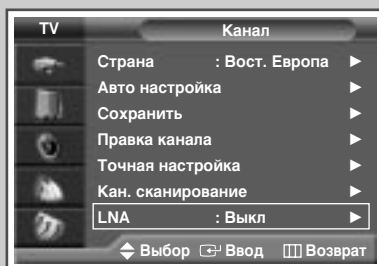 TV Канал
Страна : Вост. Европа
Авто настройка
Сохранить
Правка канала
Точная настройка
Кан. сканирование
LNA : Выкл
Выбор Ввод Возврат